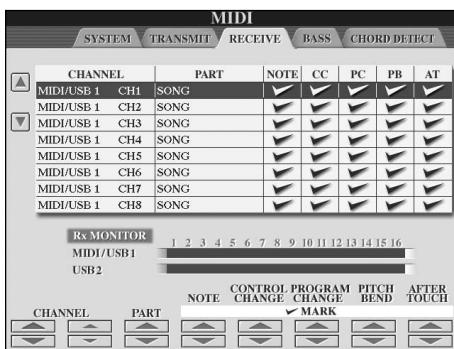 MIDI
SYSTEM TRANSMIT RECEIVE BASS CHORD DETECT
CHANNEL PART NOTE CC PC PB AT
MIDI/USB 1 CH1 SONG
MIDI/USB 1 CH2 SONG
MIDI/USB 1 CH3 SONG
MIDI/USB 1 CH4 SONG
MIDI/USB 1 CH5 SONG
MIDI/USB 1 CH6 SONG
MIDI/USB 1 CH7 SONG
MIDI/USB 1 CH8 SONG
Rx MONITOR 1 2 3 4 5 6 7 8 9 10 11 12 13 14 15 16
MIDI/USB1
USB2
CHANNEL PART NOTE CONTROL CHANGE PROGRAM CHANGE PITCH BEND AFTER TOUCH
MARK